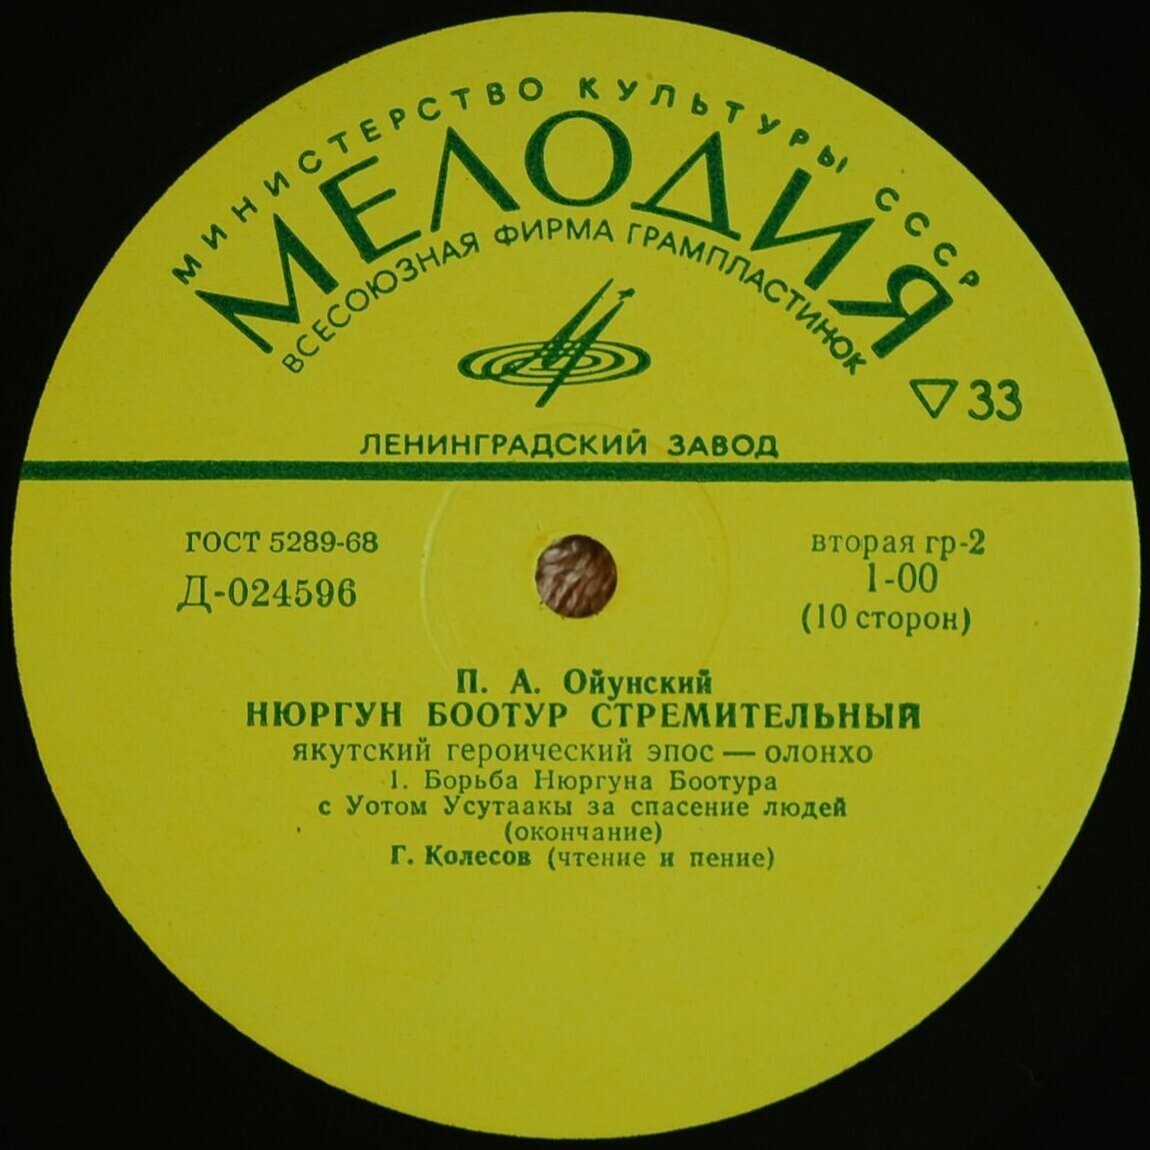 МИНИСТЕРСТВО КУЛЬТУРЫ СССР
МЕЛОДИЯ
ВСЕСОЮЗНАЯ ФИРМА ГРАМПЛАСТИНОК
▽ 33
ЛЕНИНГРАДСКИЙ ЗАВОД
ГОСТ 5289-68
Д-024596
вторая гр-2
1-00
(10 сторон)
П. А. Ойунский
НЮРГУН БООТУР СТРЕМИТЕЛЬНЫЙ
якутский героический эпос — олонхо
1. Борьба Нюргуна Боотура
с Уотом Усутаакы за спасение людей
(окончание)
Г. Колесов (чтение и пение)